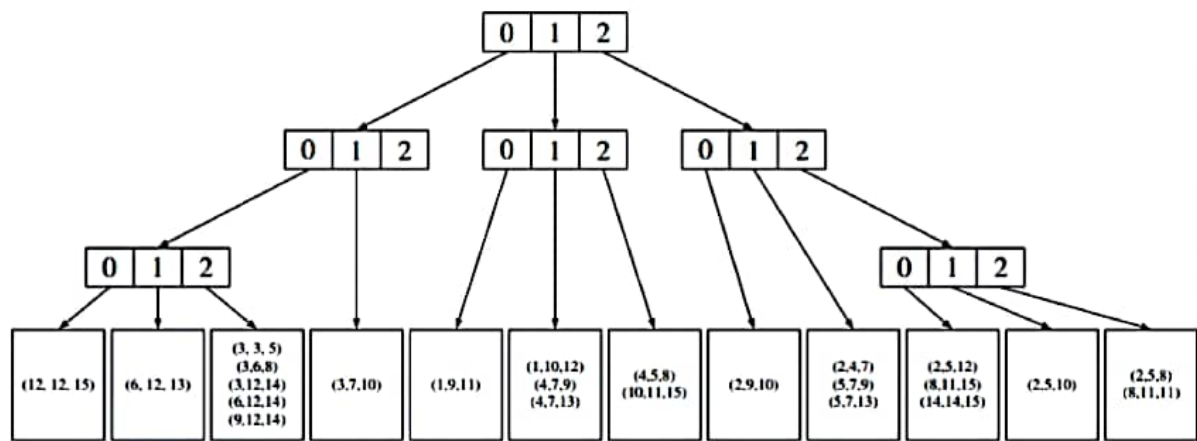 0 1 2
0 1 2
0 1 2
0 1 2
0 1 2
0 1 2
(12, 12, 15)
(6, 12, 13)
(3, 3, 5)
(3,6,8)
(3,12,14)
(6,12,14)
(9,12,14)
(3,7,10)
(1,9,11)
(1,10,12)
(4,7,9)
(4,7,13)
(4,5,8)
(10,11,15)
(2,9,10)
(2,4,7)
(5,7,9)
(5,7,13)
(2,5,12)
(8,11,15)
(14,14,15)
(2,5,10)
(2,5,8)
(8,11,11)